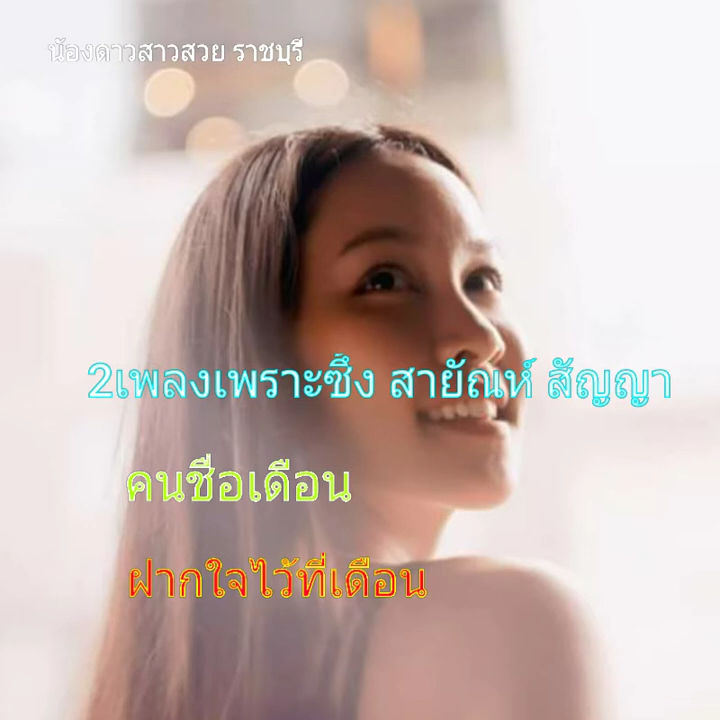 น้องดาวสาวสวย ราชบุรี
2เพลงเพราะซึ้ง สายัณห์ สัญญา
คนชื่อเดือน
ฝากใจไว้ที่เดือน